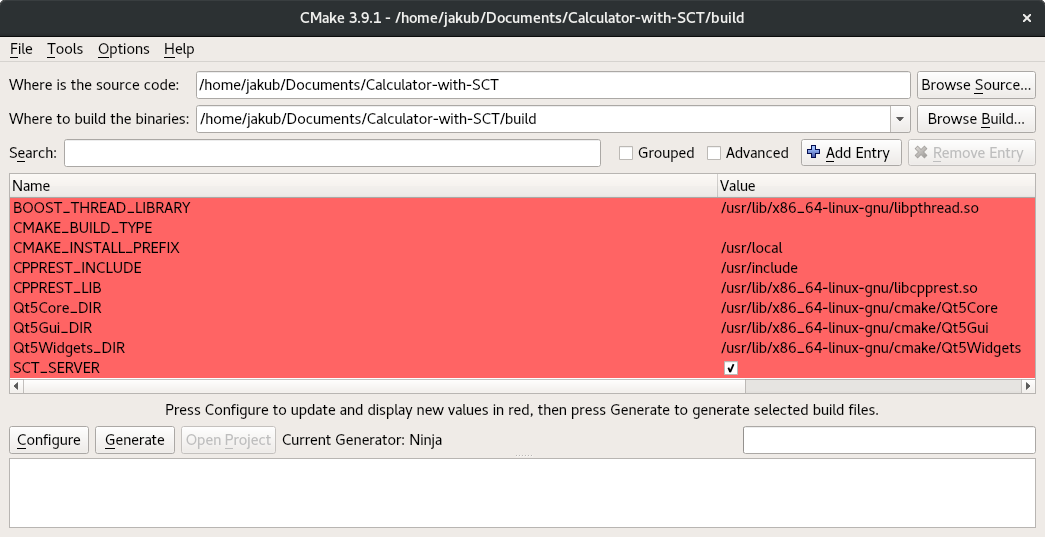 CMake 3.9.1 - /home/jakub/Documents/Calculator-with-SCT/build
File Tools Options Help
Where is the source code: /home/jakub/Documents/Calculator-with-SCT Browse Source...
Where to build the binaries: /home/jakub/Documents/Calculator-with-SCT/build Browse Build...
Search: Grouped Advanced Add Entry Remove Entry
Name Value
BOOST_THREAD_LIBRARY /usr/lib/x86_64-linux-gnu/libpthread.so
CMAKE_BUILD_TYPE
CMAKE_INSTALL_PREFIX /usr/local
CPPREST_INCLUDE /usr/include
CPPREST_LIB /usr/lib/x86_64-linux-gnu/libcpprest.so
Qt5Core_DIR /usr/lib/x86_64-linux-gnu/cmake/Qt5Core
Qt5Gui_DIR /usr/lib/x86_64-linux-gnu/cmake/Qt5Gui
Qt5Widgets_DIR /usr/lib/x86_64-linux-gnu/cmake/Qt5Widgets
SCT_SERVER
Press Configure to update and display new values in red, then press Generate to generate selected build files.
Configure Generate Open Project Current Generator: Ninja